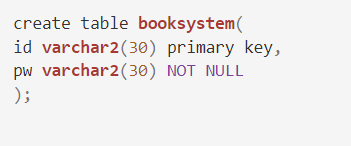 create table booksystem(
id varchar2(30) primary key,
pw varchar2(30) NOT NULL
);